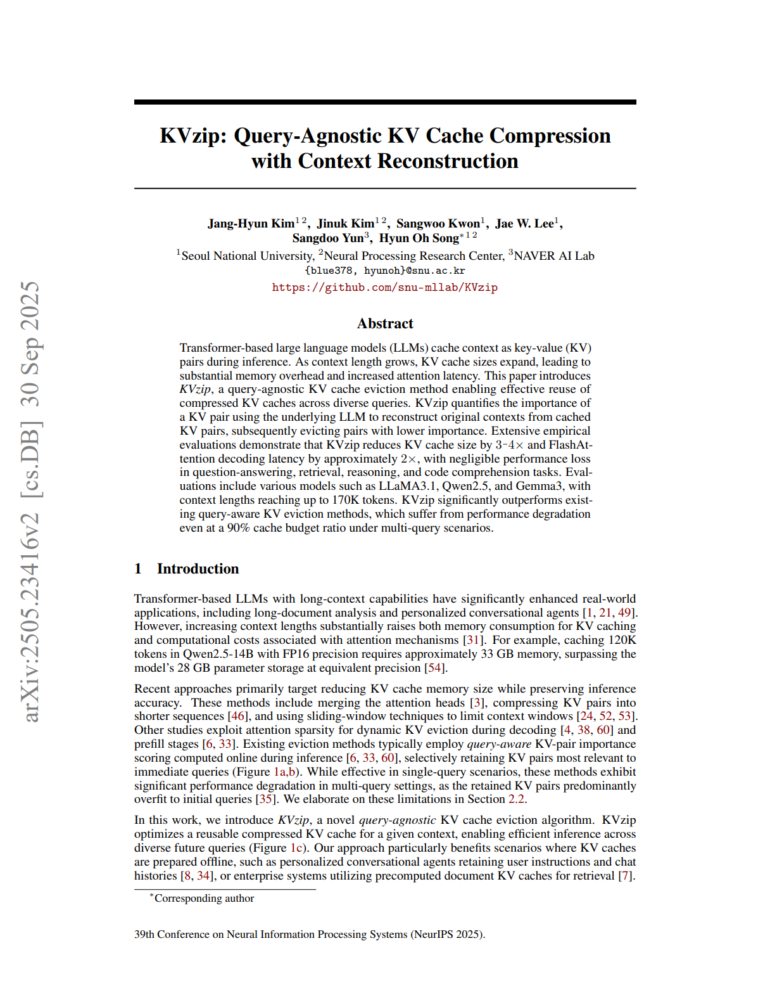 arXiv:2505.23416v2 [cs.DB] 30 Sep 2025
KVzip: Query-Agnostic KV Cache Compression
with Context Reconstruction
Jang-Hyun Kim1 2, Jinuk Kim1 2, Sangwoo Kwon1, Jae W. Lee1,
Sangdoo Yun3, Hyun Oh Song∗1 2
1Seoul National University, 2Neural Processing Research Center, 3NAVER AI Lab
{blue378, hyunoh}@snu.ac.kr
https://github.com/snu-mllab/KVzip
Abstract
Transformer-based large language models (LLMs) cache context as key-value (KV)
pairs during inference. As context length grows, KV cache sizes expand, leading to
substantial memory overhead and increased attention latency. This paper introduces
KVzip, a query-agnostic KV cache eviction method enabling effective reuse of
compressed KV caches across diverse queries. KVzip quantifies the importance of
a KV pair using the underlying LLM to reconstruct original contexts from cached
KV pairs, subsequently evicting pairs with lower importance. Extensive empirical
evaluations demonstrate that KVzip reduces KV cache size by 3-4× and FlashAt-
tention decoding latency by approximately 2×, with negligible performance loss
in question-answering, retrieval, reasoning, and code comprehension tasks. Eval-
uations include various models such as LLaMA3.1, Qwen2.5, and Gemma3, with
context lengths reaching up to 170K tokens. KVzip significantly outperforms exist-
ing query-aware KV eviction methods, which suffer from performance degradation
even at a 90% cache budget ratio under multi-query scenarios.
1 Introduction
Transformer-based LLMs with long-context capabilities have significantly enhanced real-world
applications, including long-document analysis and personalized conversational agents [1, 21, 49].
However, increasing context lengths substantially raises both memory consumption for KV caching
and computational costs associated with attention mechanisms [31]. For example, caching 120K
tokens in Qwen2.5-14B with FP16 precision requires approximately 33 GB memory, surpassing the
model's 28 GB parameter storage at equivalent precision [54].
Recent approaches primarily target reducing KV cache memory size while preserving inference
accuracy. These methods include merging the attention heads [3], compressing KV pairs into
shorter sequences [46], and using sliding-window techniques to limit context windows [24, 52, 53].
Other studies exploit attention sparsity for dynamic KV eviction during decoding [4, 38, 60] and
prefill stages [6, 33]. Existing eviction methods typically employ query-aware KV-pair importance
scoring computed online during inference [6, 33, 60], selectively retaining KV pairs most relevant to
immediate queries (Figure 1a,b). While effective in single-query scenarios, these methods exhibit
significant performance degradation in multi-query settings, as the retained KV pairs predominantly
overfit to initial queries [35]. We elaborate on these limitations in Section 2.2.
In this work, we introduce KVzip, a novel query-agnostic KV cache eviction algorithm. KVzip
optimizes a reusable compressed KV cache for a given context, enabling efficient inference across
diverse future queries (Figure 1c). Our approach particularly benefits scenarios where KV caches
are prepared offline, such as personalized conversational agents retaining user instructions and chat
histories [8, 34], or enterprise systems utilizing precomputed document KV caches for retrieval [7].
*Corresponding author
39th Conference on Neural Information Processing Systems (NeurIPS 2025).